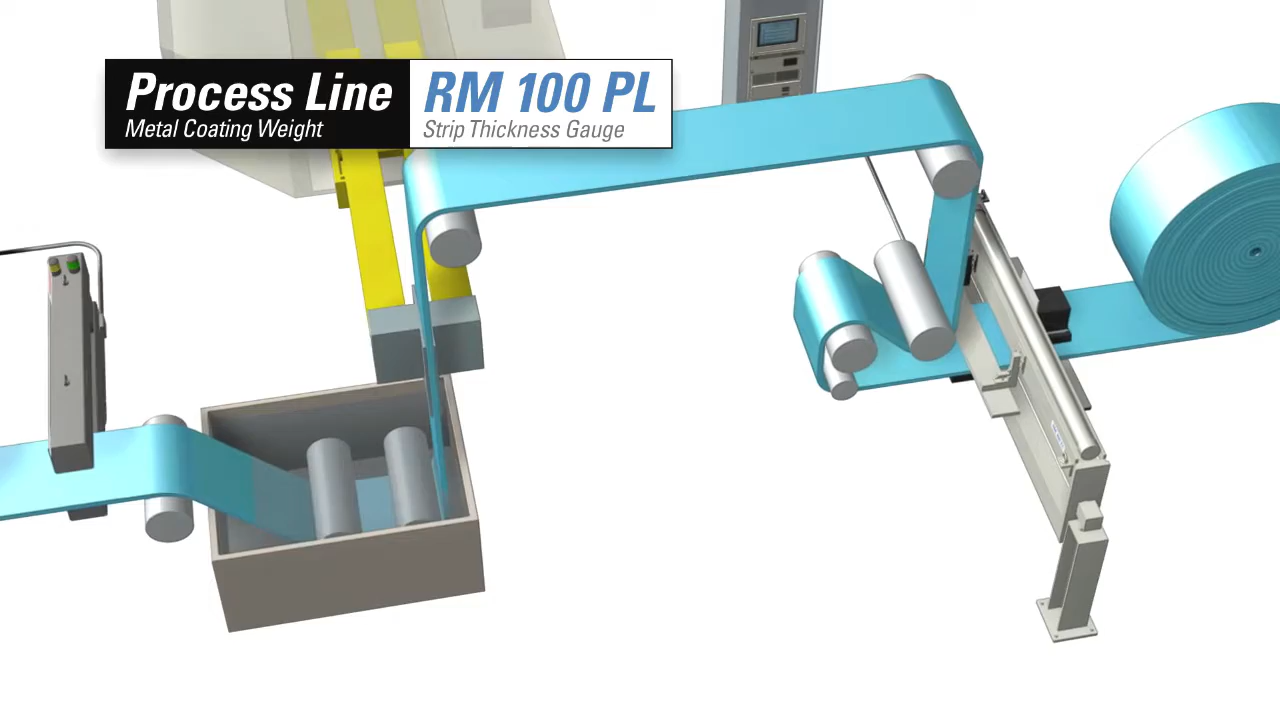 Process Line
Metal Coating Weight
RM 100 PL
Strip Thickness Gauge